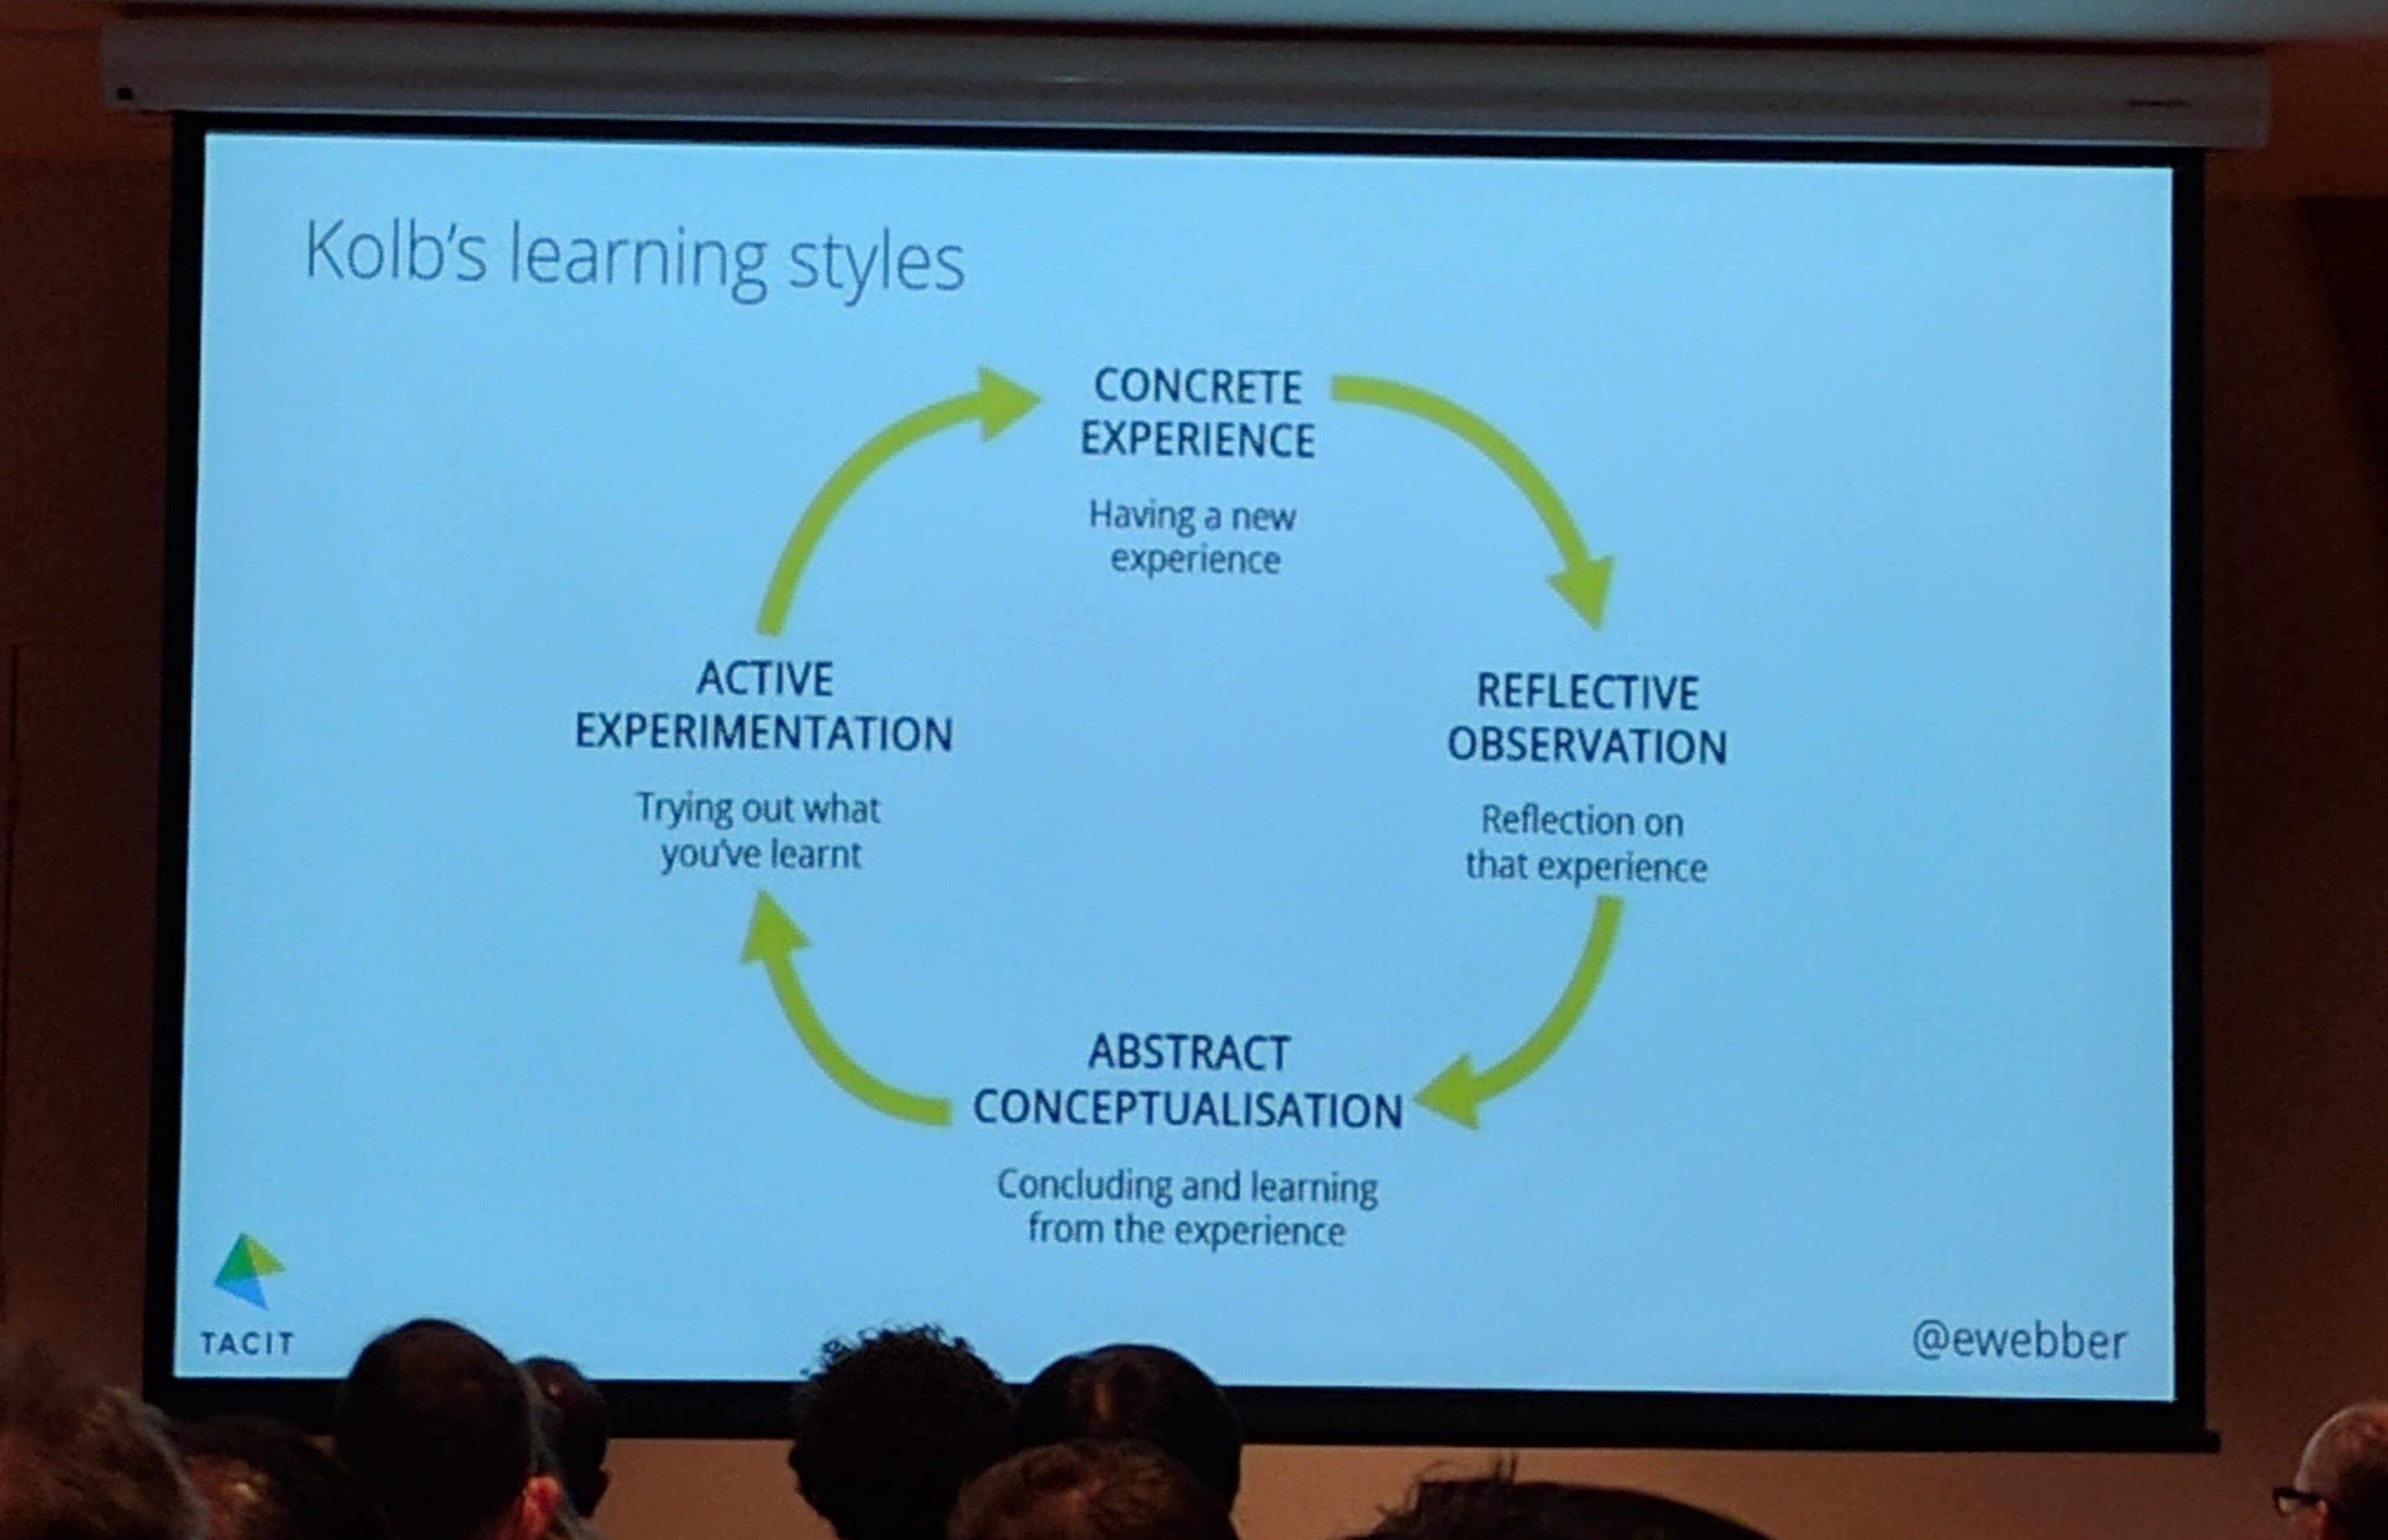 Kolb's learning styles
CONCRETE
EXPERIENCE
Having a new
experience
REFLECTIVE
OBSERVATION
Reflection on
that experience
ABSTRACT
CONCEPTUALISATION
Concluding and learning
from the experience
ACTIVE
EXPERIMENTATION
Trying out what
you've learnt
TACIT
@ewebber